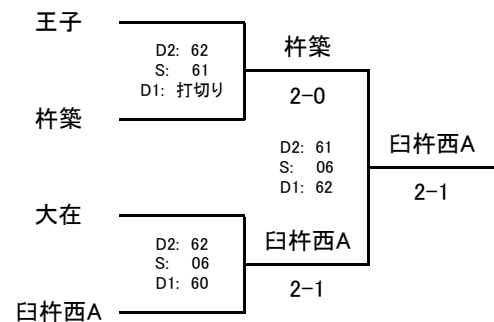 王子
D2: 62
S: 61
D1: 打切り
杵築
杵築
2-0
D2: 61
S: 06
D1: 62
臼杵西A
2-1
大在
D2: 62
S: 06
D1: 60
臼杵西A
臼杵西A
2-1